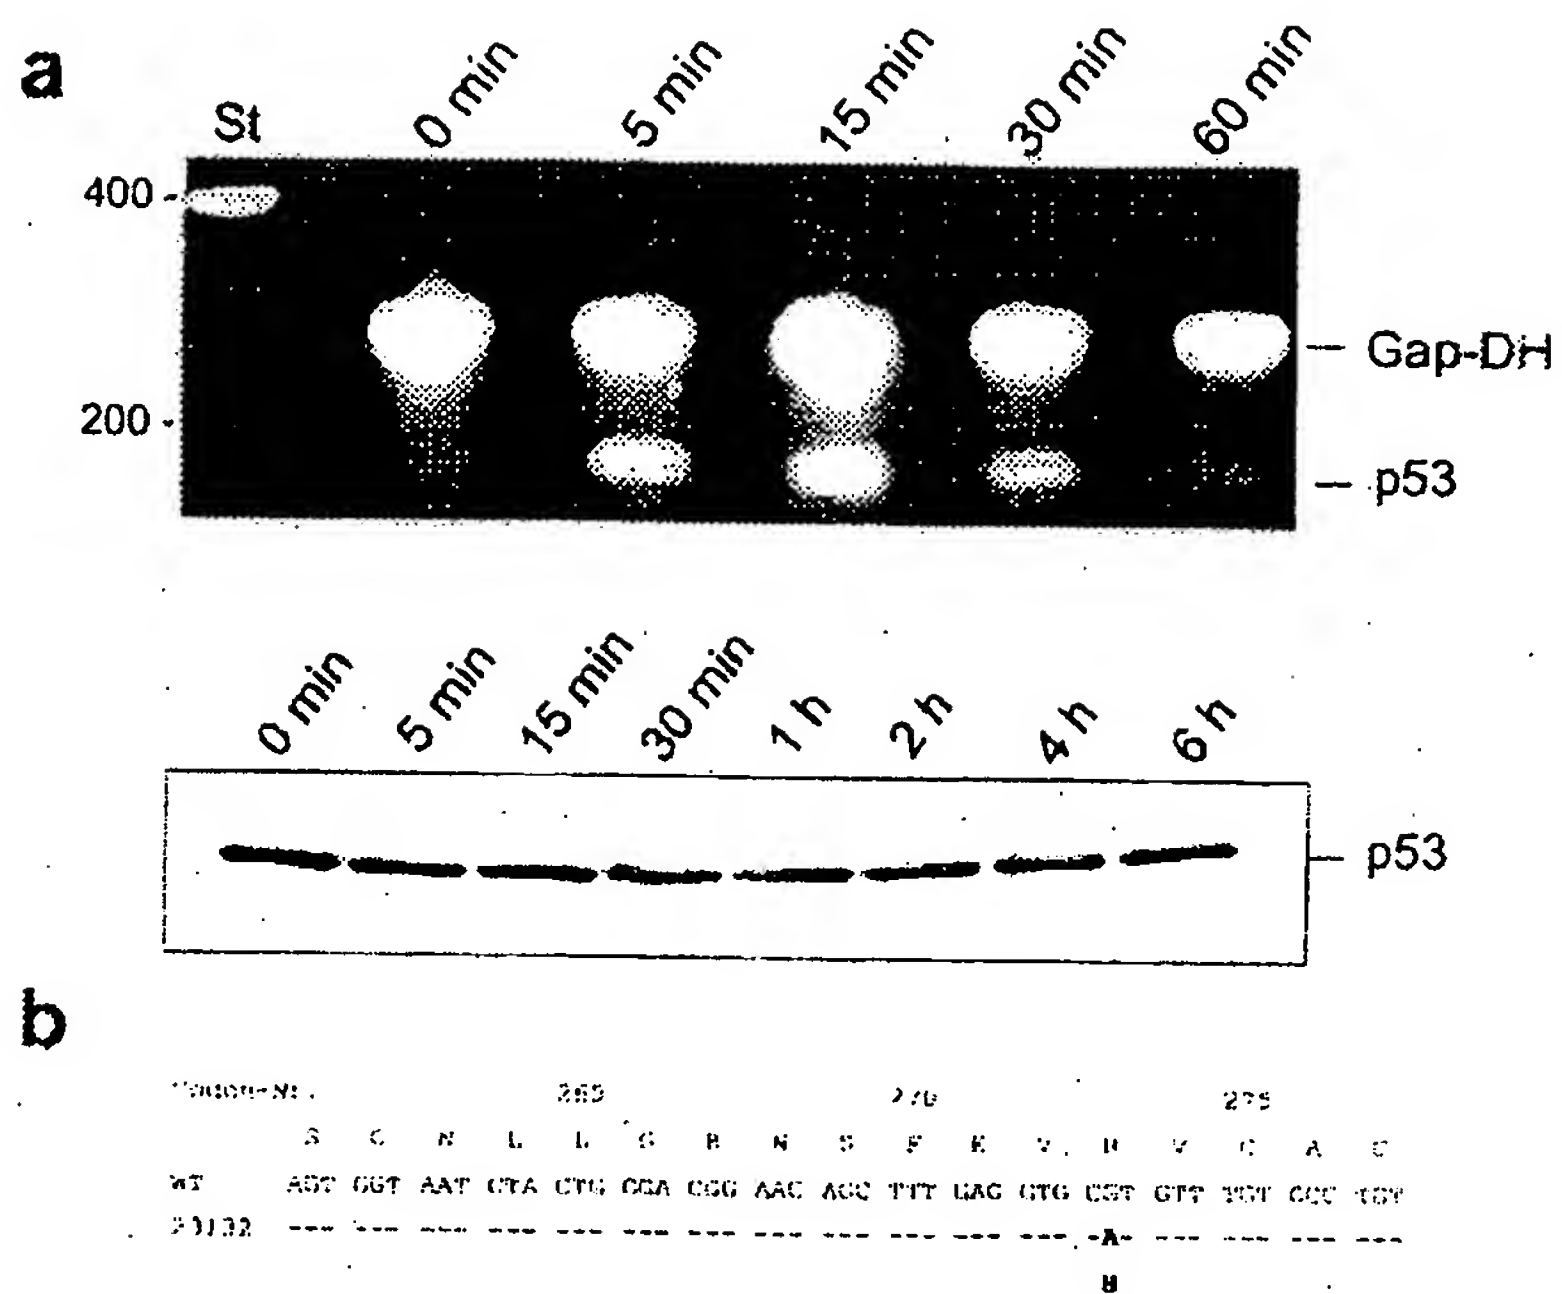 a
St 0 min 5 min 15 min 30 min 60 min
400
Gap-DH
200
p53
0 min 5 min 15 min 30 min 1 h 2 h 4 h 6 h
p53
b
270 275
S G N L L G R N S F E V V C A C
WT AGT GGT AAT CTA CTG GGA CGG AAC AGC TTT GAG GTG CGT GTT TGT GCC TGT
--- --- --- --- --- --- --- --- --- --- --- --- -A- --- --- --- ---
H